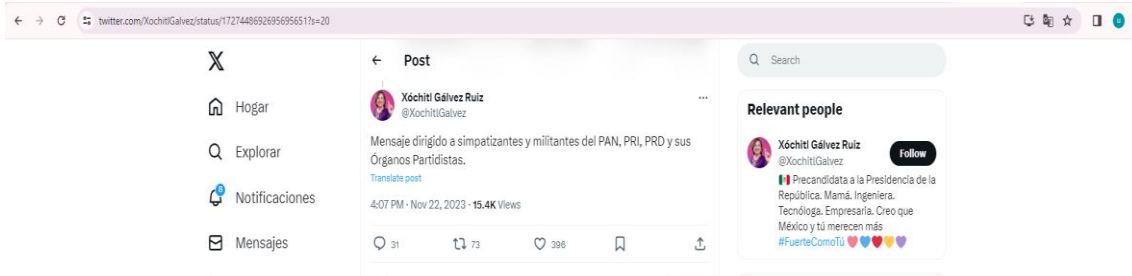 twitter.com/XochitlGalvez/status/1727448692695695651?s=20
X
Hogar
Explorar
8
Notificaciones
Mensajes
Post
Xóchitl Gálvez Ruiz
@XochitlGalvez
Mensaje dirigido a simpatizantes y militantes del PAN, PRI, PRD y sus
Órganos Partidistas.
Translate post
4:07 PM · Nov 22, 2023 · 15.4K Views
31 73 396
Search
Relevant people
Xóchitl Gálvez Ruiz
@XochitlGalvez
Follow
🇲🇽 Precandidata a la Presidencia de la
República. Mamá. Ingeniera.
Tecnóloga. Empresaria. Creo que
México y tú merecen más
#FuerteComoTú 🩷🩵❤️💛💜